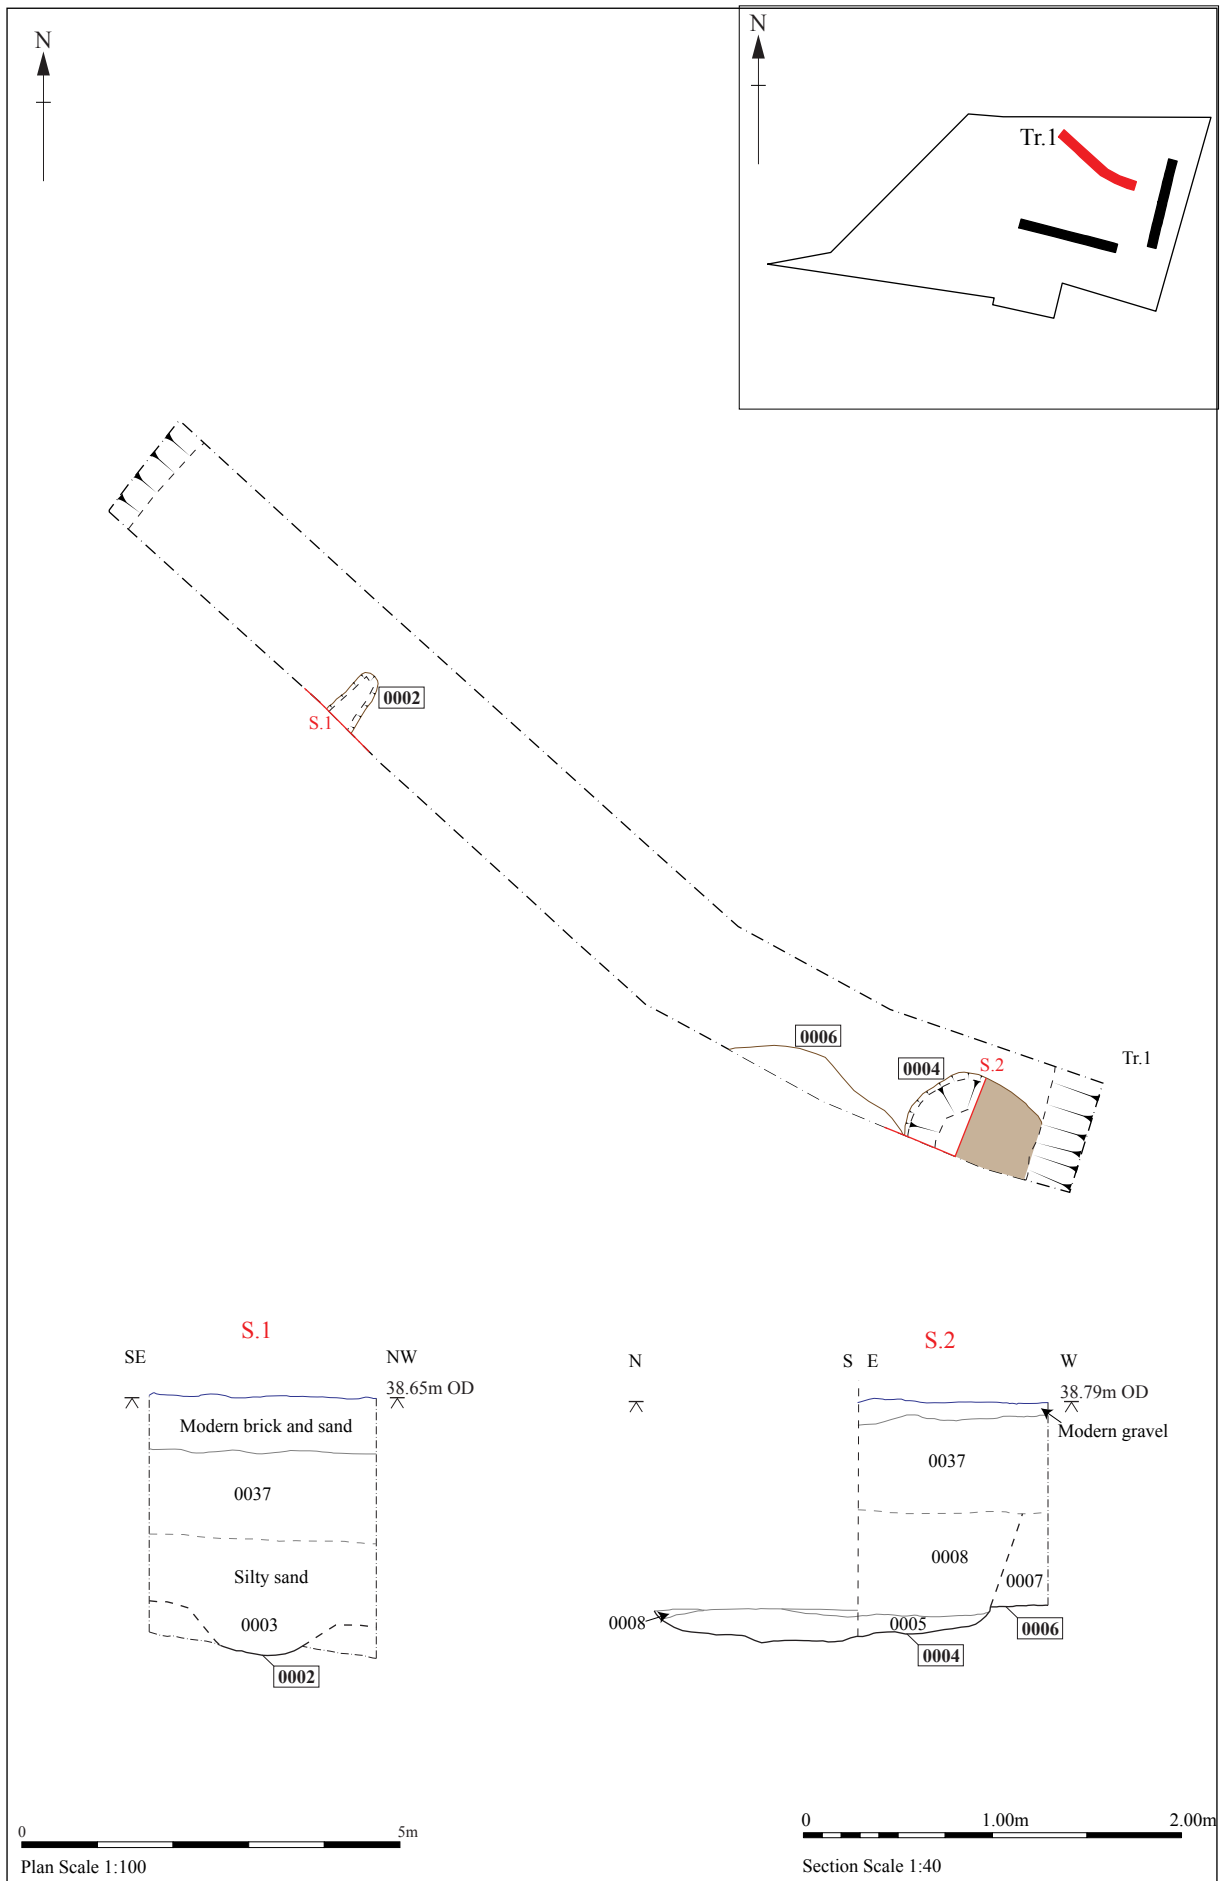 N
N
Tr.1
0002
S.1
0006
0004
S.2
Tr.1
S.1
SE
NW
38.65m OD
Modern brick and sand
0037
Silty sand
0003
0002
S.2
N
S
E
W
38.79m OD
Modern gravel
0037
0008
0007
0008
0005
0006
0004
0
5m
Plan Scale 1:100
0
1.00m
2.00m
Section Scale 1:40